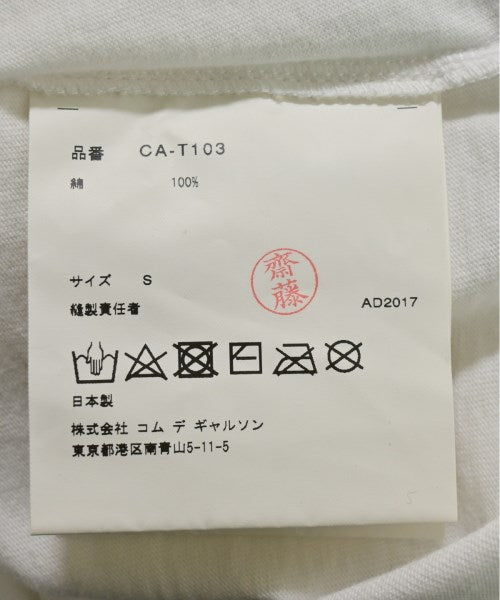 品番 CA-T103
綿 100%
サイズ S
齋藤
縫製責任者 AD2017
日本製
株式会社 コム デ ギャルソン
東京都港区南青山5-11-5